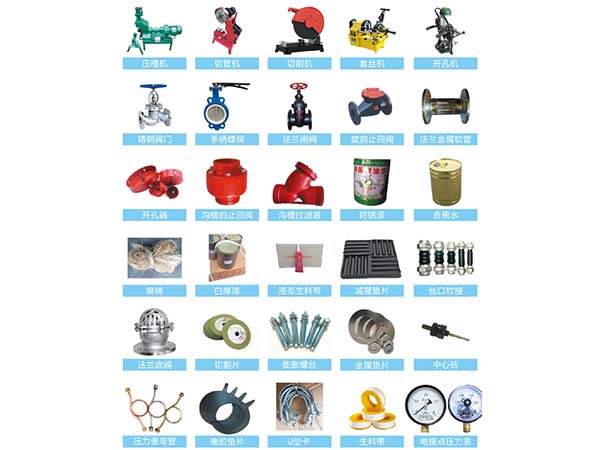 压槽机
切管机
切割机
套丝机
开孔机
铸钢阀门
手柄蝶阀
法兰闸阀
旋启止回阀
法兰金属软管
开孔器
沟槽的止回阀
沟槽过滤器
防锈漆
香蕉水
麻绳
白厚漆
液态生料带
减震垫片
丝口软接
法兰底阀
切割片
膨胀螺丝
金属垫片
中心砖
压力表弯管
橡胶垫片
U型卡
生料带
电接点压力表